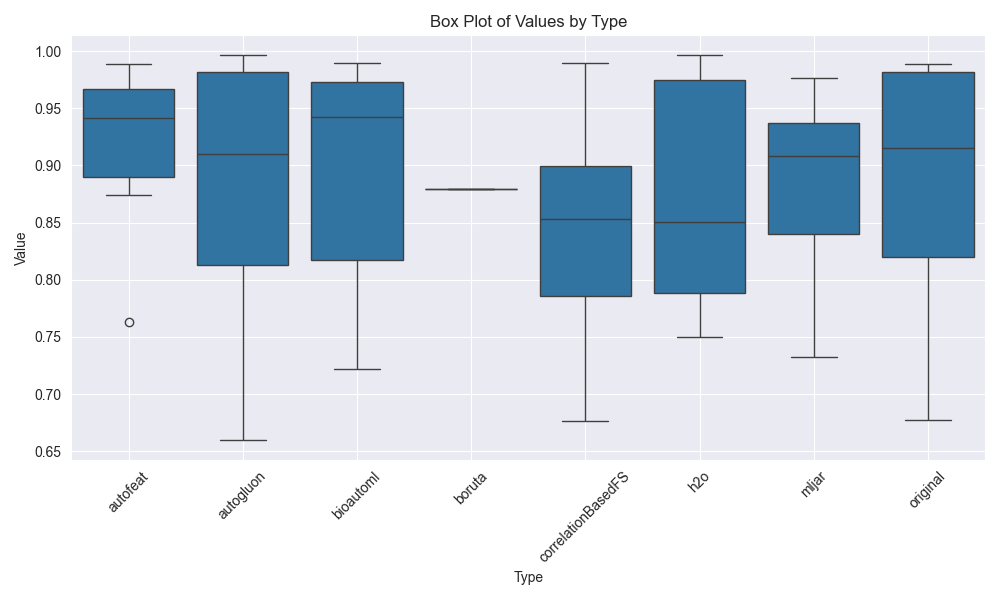 Box Plot of Values by Type
Value
1.00
0.95
0.90
0.85
0.80
0.75
0.70
0.65
autofeat
autogluon
bioautoml
boruta
correlationBasedFS
h2o
mljar
original
Type